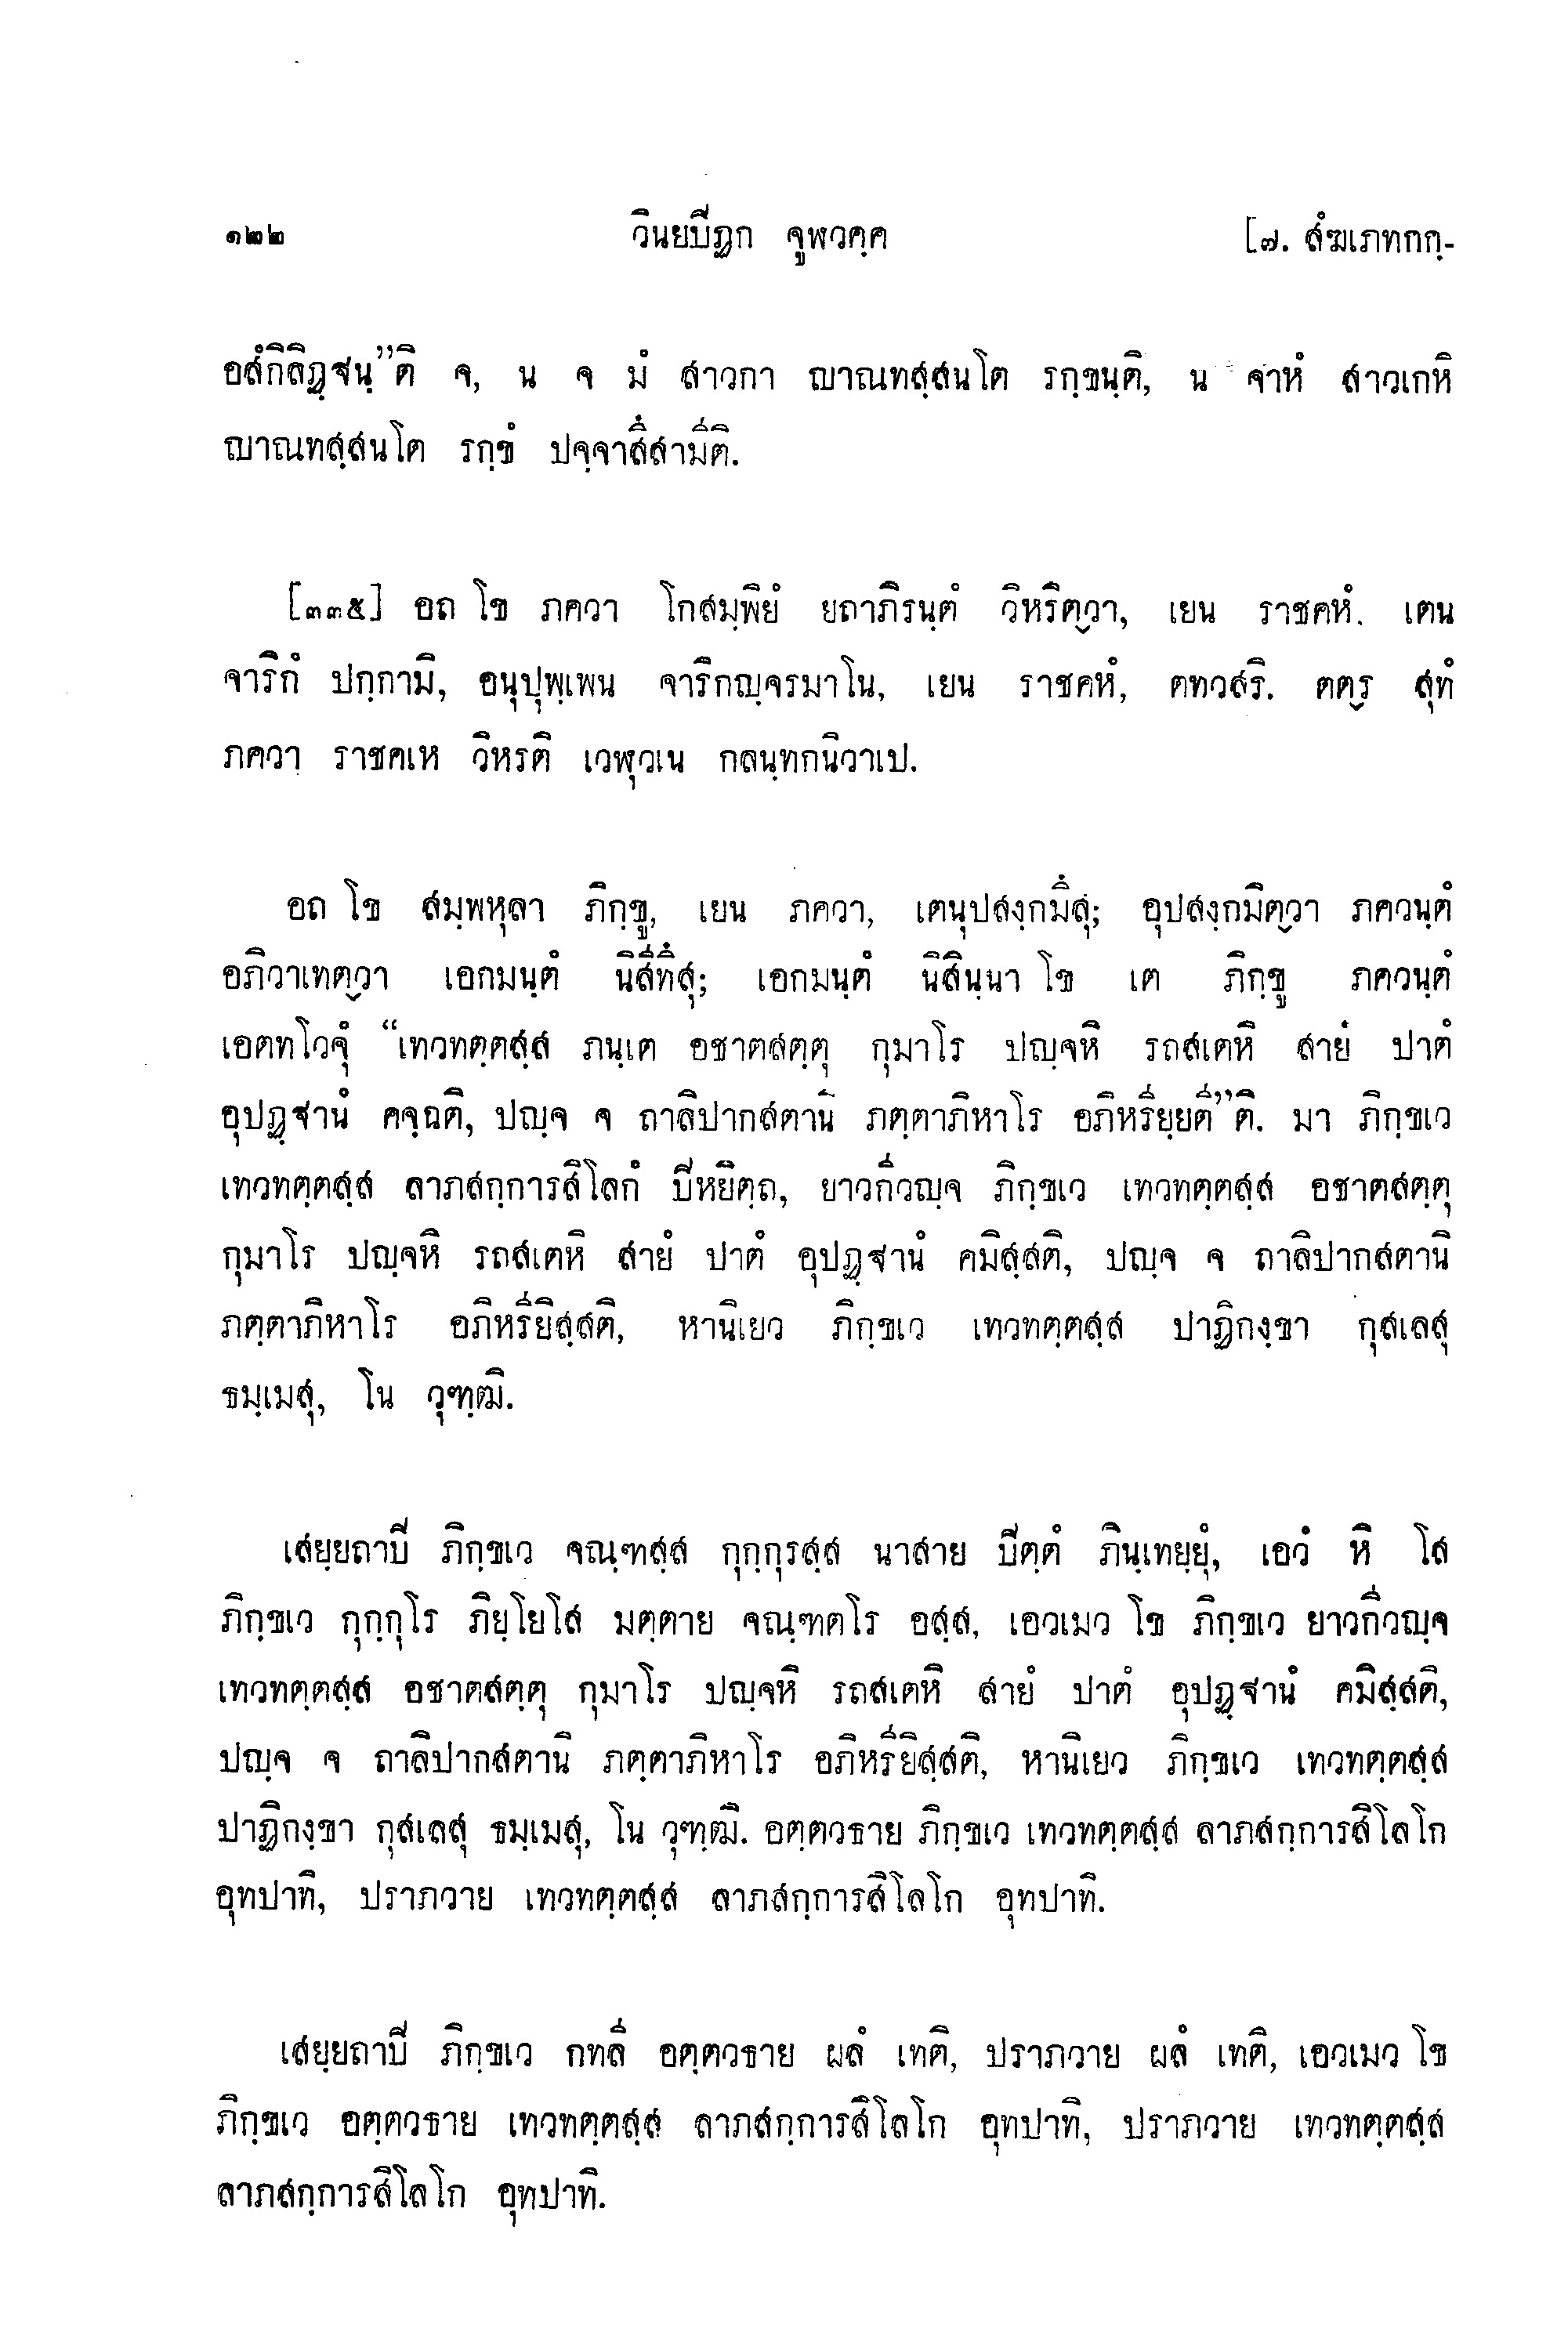 ๑๒๒ วินยปิฏก จูฬวคฺค [๗. สํฆเภทกกฺ-
อสํกิลิฏฺฐนฺ”ติ จ, น จ มํ สาวกา ญาณทสฺสนโต รกฺขนฺติ, น จาหํ สาวเกหิ
ญาณทสฺสนโต รกฺขํ ปจฺจาสึสามีติ.
[๓๓๕] อถ โข ภควา โกสมฺพิยํ ยถาภิรนฺตํ วิหริตฺวา, เยน ราชคหํ. เตน
จาริกํ ปกฺกามิ, อนุปุพฺเพน จาริกญฺจรมาโน, เยน ราชคหํ, ตทวสริ. ตตฺร สุทํ
ภควา ราชคเห วิหรติ เวฬุวเน กลนฺทกนิวาเป.
อถ โข สมฺพหุลา ภิกฺขู, เยน ภควา, เตนุปสงฺกมึสุ; อุปสงฺกมิตฺวา ภควนฺตํ
อภิวาเทตฺวา เอกมนฺตํ นิสีทึสุ; เอกมนฺตํ นิสินฺนา โข เต ภิกฺขู ภควนฺตํ
เอตทโวจุํ “เทวทตฺตสฺส ภนฺเต อชาตสตฺตุ กุมาโร ปญฺจหิ รถสเตหิ สายํ ปาตํ
อุปฏฺฐานํ คจฺฉติ, ปญฺจ จ ถาลิปากสตานิ ภตฺตาภิหาโร อภิหรียฺยตี”ติ. มา ภิกฺขเว
เทวทตฺตสฺส ลาภสกฺการสิโลกํ ปิหยิตฺถ, ยาวกีวญฺจ ภิกฺขเว เทวทตฺตสฺส อชาตสตฺตุ
กุมาโร ปญฺจหิ รถสเตหิ สายํ ปาตํ อุปฏฺฐานํ คมิสฺสติ, ปญฺจ จ ถาลิปากสตานิ
ภตฺตาภิหาโร อภิหรียิสฺสติ, หานิเยว ภิกฺขเว เทวทตฺตสฺส ปาฏิกงฺขา กุสเลสุ
ธมฺเมสุ, โน วุฑฺฒิ.
เสยฺยถาปิ ภิกฺขเว จณฺฑสฺส กุกฺกุรสฺส นาสาย ปิตฺตํ ภินฺเทยฺยุํ, เอวํ หิ โส
ภิกฺขเว กุกฺกุโร ภิยฺโยโส มตฺตาย จณฺฑตโร อสฺส, เอวเมว โข ภิกฺขเว ยาวกีวญฺจ
เทวทตฺตสฺส อชาตสตฺตุ กุมาโร ปญฺจหิ รถสเตหิ สายํ ปาตํ อุปฏฺฐานํ คมิสฺสติ,
ปญฺจ จ ถาลิปากสตานิ ภตฺตาภิหาโร อภิหรียิสฺสติ, หานิเยว ภิกฺขเว เทวทตฺตสฺส
ปาฏิกงฺขา กุสเลสุ ธมฺเมสุ, โน วุฑฺฒิ. อตฺตวธาย ภิกฺขเว เทวทตฺตสฺส ลาภสกฺการสิโลโก
อุทปาทิ, ปราภวาย เทวทตฺตสฺส ลาภสกฺการสิโลโก อุทปาทิ.
เสยฺยถาปิ ภิกฺขเว กทลี อตฺตวธาย ผลํ เทติ, ปราภวาย ผลํ เทติ, เอวเมว โข
ภิกฺขเว อตฺตวธาย เทวทตฺตสฺส ลาภสกฺการสิโลโก อุทปาทิ, ปราภวาย เทวทตฺตสฺส
ลาภสกฺการสิโลโก อุทปาทิ.